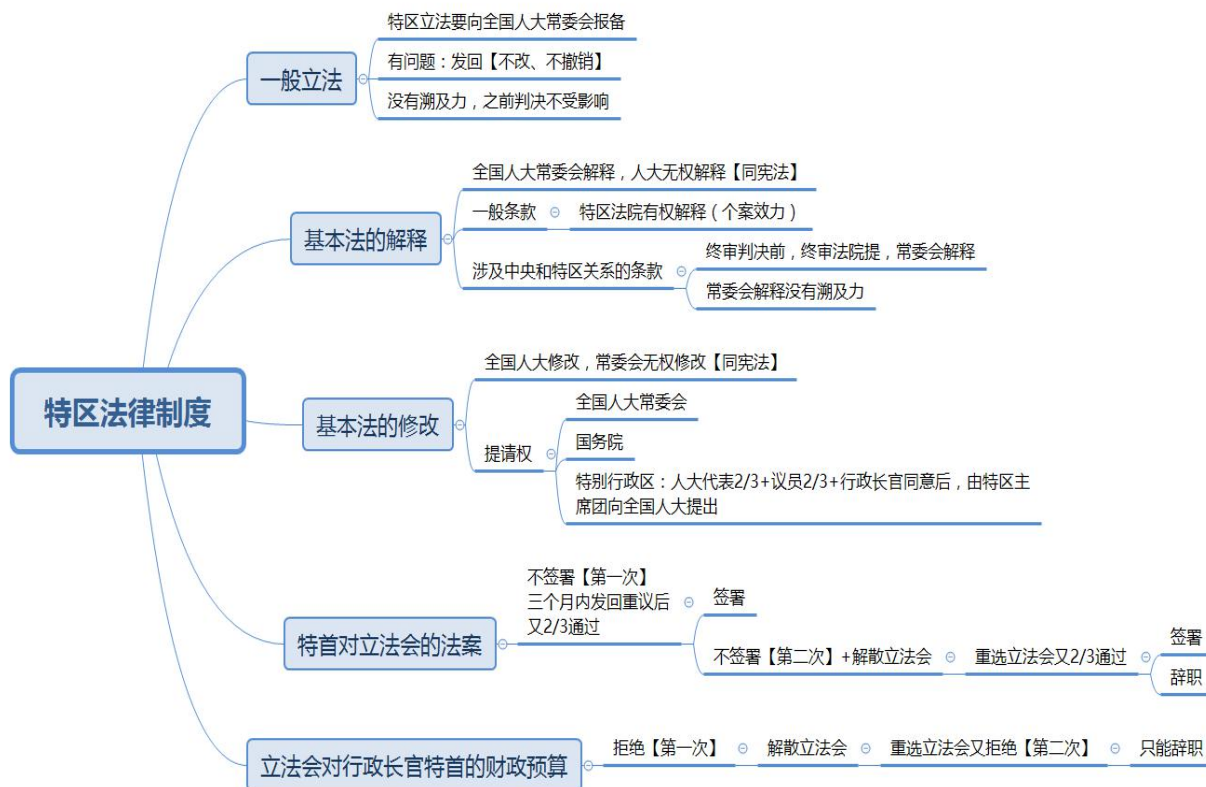 特区法律制度
一般立法
特区立法要向全国人大常委会报备
有问题：发回【不改、不撤销】
没有溯及力，之前判决不受影响
基本法的解释
全国人大常委会解释，人大无权解释【同宪法】
一般条款
特区法院有权解释（个案效力）
涉及中央和特区关系的条款
终审判决前，终审法院提，常委会解释
常委会解释没有溯及力
基本法的修改
全国人大修改，常委会无权修改【同宪法】
提请权
全国人大常委会
国务院
特别行政区：人大代表2/3+议员2/3+行政长官同意后，由特区主
席团向全国人大提出
特首对立法会的法案
不签署【第一次】
三个月内发回重议后
又2/3通过
签署
不签署【第二次】+解散立法会
重选立法会又2/3通过
签署
辞职
立法会对行政长官特首的财政预算
拒绝【第一次】
解散立法会
重选立法会又拒绝【第二次】
只能辞职